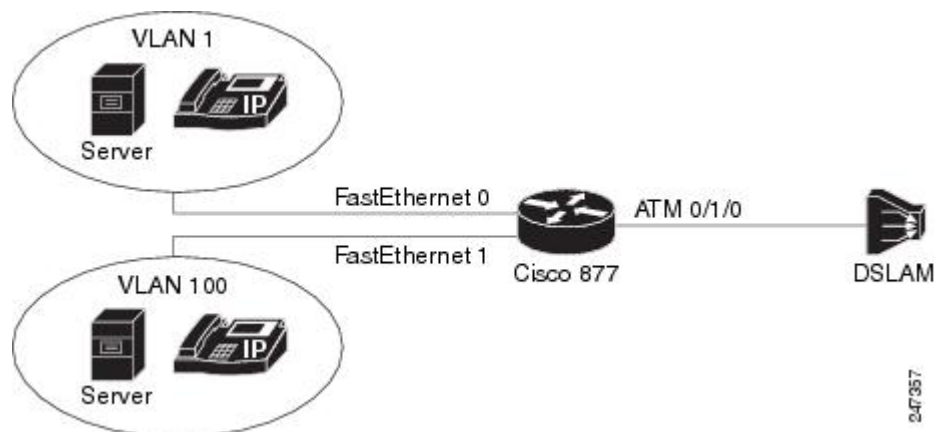 VLAN 1
IP
Server
FastEthernet 0
ATM 0/1/0
FastEthernet 1
Cisco 877
DSLAM
VLAN 100
IP
Server
247357